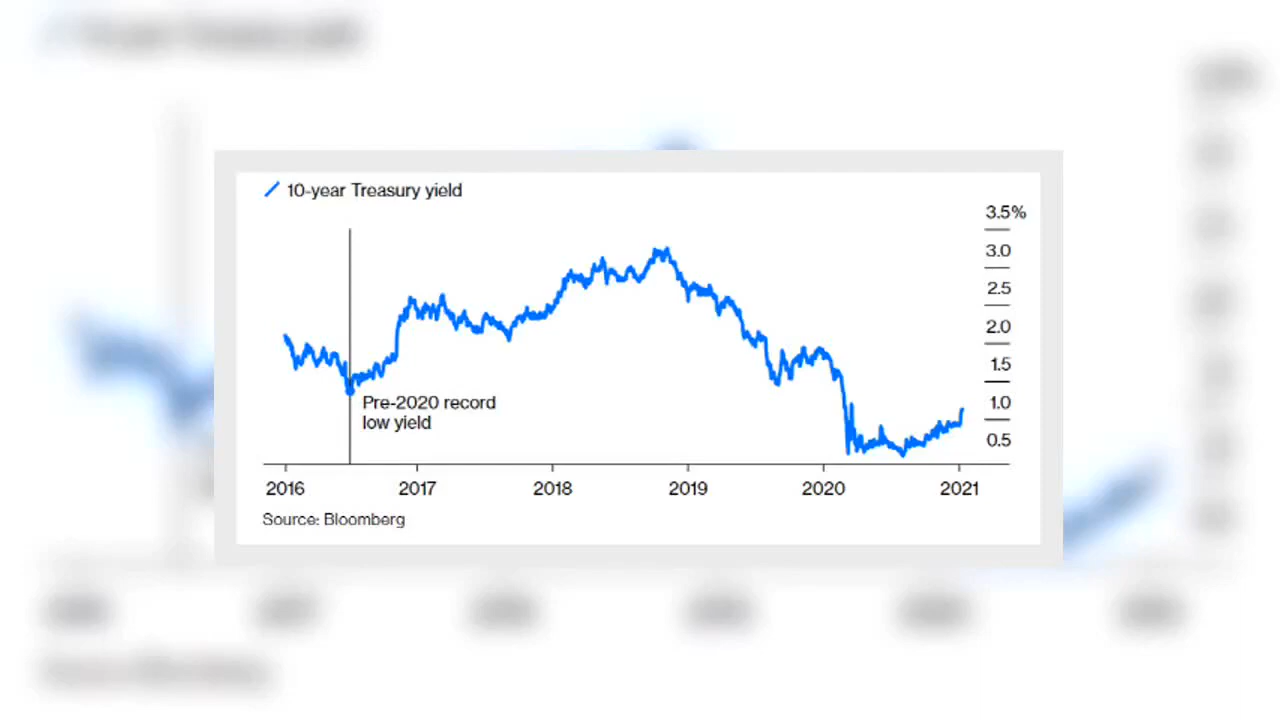 10-year Treasury yield
3.5%
3.0
2.5
2.0
1.5
1.0
0.5
Pre-2020 record
low yield
2016 2017 2018 2019 2020 2021
Source: Bloomberg